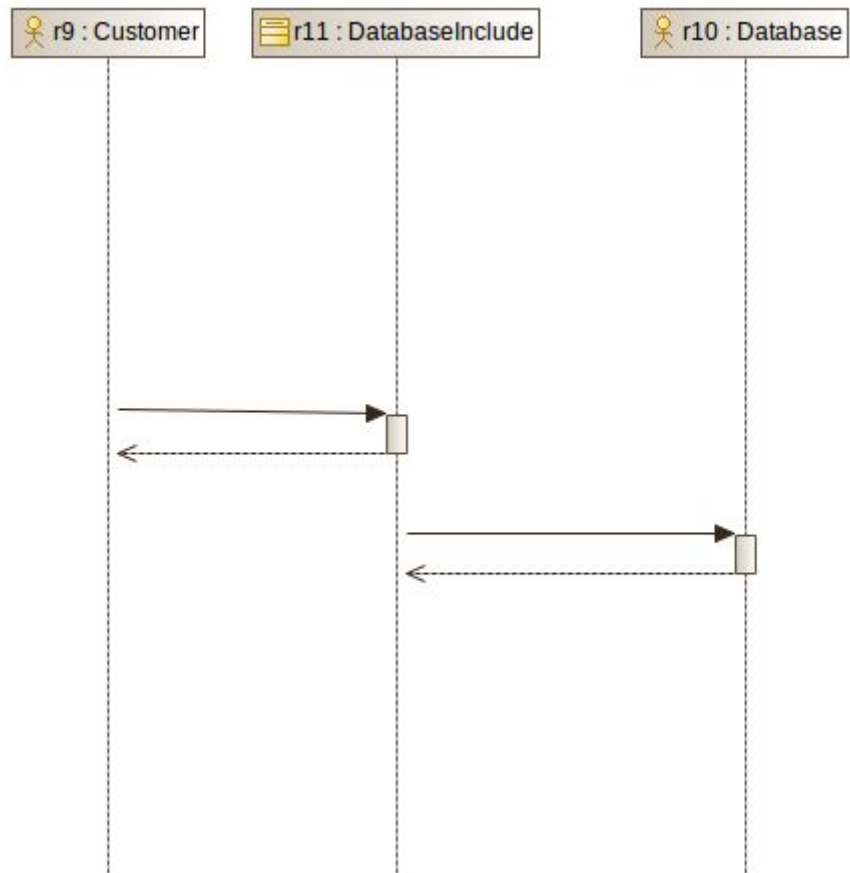 r9 : Customer
r11 : DatabaseInclude
r10 : Database